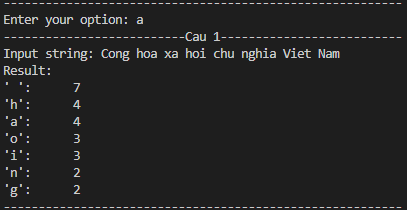 --------------------------------------------------------
Enter your option: a
-------------------------Cau 1-------------------------
Input string: Cong hoa xa hoi chu nghia Viet Nam
Result:
' ':      7
'h':      4
'a':      4
'o':      3
'i':      3
'n':      2
'g':      2
--------------------------------------------------------